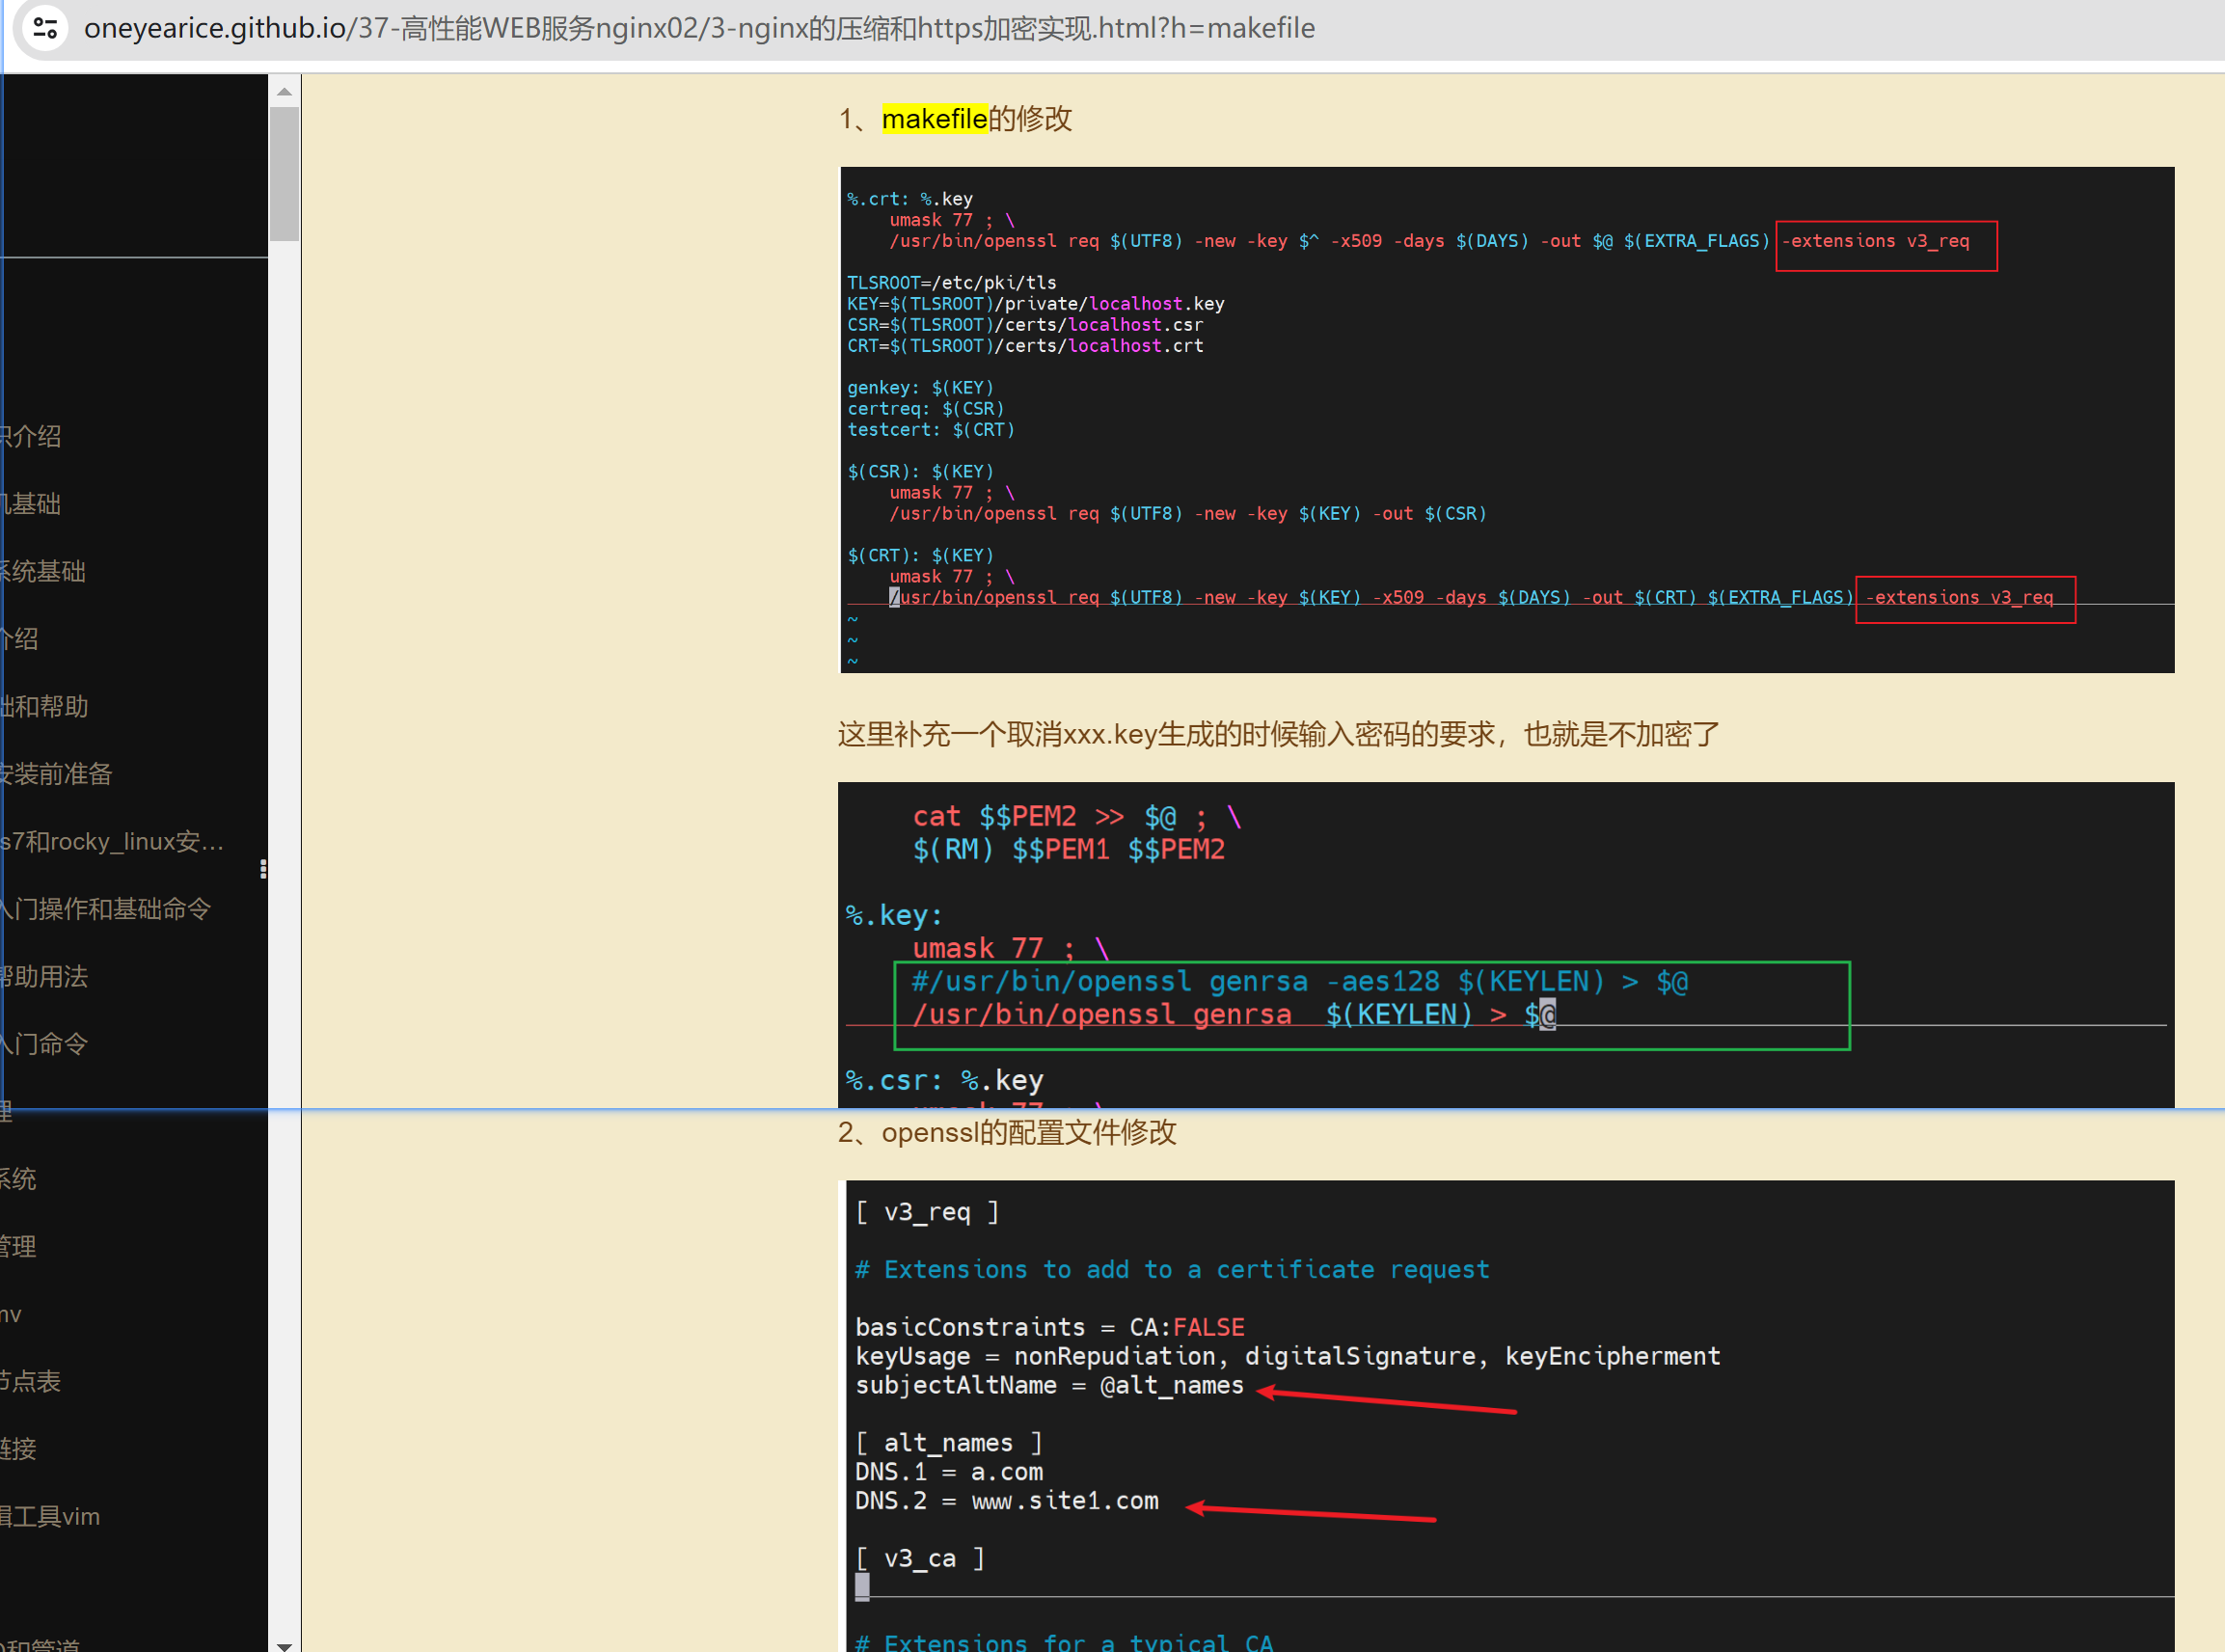 oneyearice.github.io/37-高性能WEB服务nginx02/3-nginx的压缩和https加密实现.html?h=makefile
介绍
基础
系统基础
介绍
和帮助
安装前准备
s7和rocky_linux安…
入门操作和基础命令
帮助用法
入门命令
理
系统
管理
mv
节点表
链接
辑工具vim
和管道
1、makefile的修改
%.crt: %.key
umask 77 ; \
/usr/bin/openssl req $(UTF8) -new -key $^ -x509 -days $(DAYS) -out $@ $(EXTRA_FLAGS) -extensions v3_req
TLSROOT=/etc/pki/tls
KEY=$(TLSROOT)/private/localhost.key
CSR=$(TLSROOT)/certs/localhost.csr
CRT=$(TLSROOT)/certs/localhost.crt
genkey: $(KEY)
certreq: $(CSR)
testcert: $(CRT)
$(CSR): $(KEY)
umask 77 ; \
/usr/bin/openssl req $(UTF8) -new -key $(KEY) -out $(CSR)
$(CRT): $(KEY)
umask 77 ; \
/usr/bin/openssl req $(UTF8) -new -key $(KEY) -x509 -days $(DAYS) -out $(CRT) $(EXTRA_FLAGS) -extensions v3_req
~
~
~
这里补充一个取消xxx.key生成的时候输入密码的要求，也就是不加密了
cat $$PEM2 >> $@ ; \
$(RM) $$PEM1 $$PEM2
%.key:
umask 77 ; \
#/usr/bin/openssl genrsa -aes128 $(KEYLEN) > $@
/usr/bin/openssl genrsa  $(KEYLEN) > $@
%.csr: %.key
2、openssl的配置文件修改
[ v3_req ]
# Extensions to add to a certificate request
basicConstraints = CA:FALSE
keyUsage = nonRepudiation, digitalSignature, keyEncipherment
subjectAltName = @alt_names
[ alt_names ]
DNS.1 = a.com
DNS.2 = www.site1.com
[ v3_ca ]
# Extensions for a typical CA